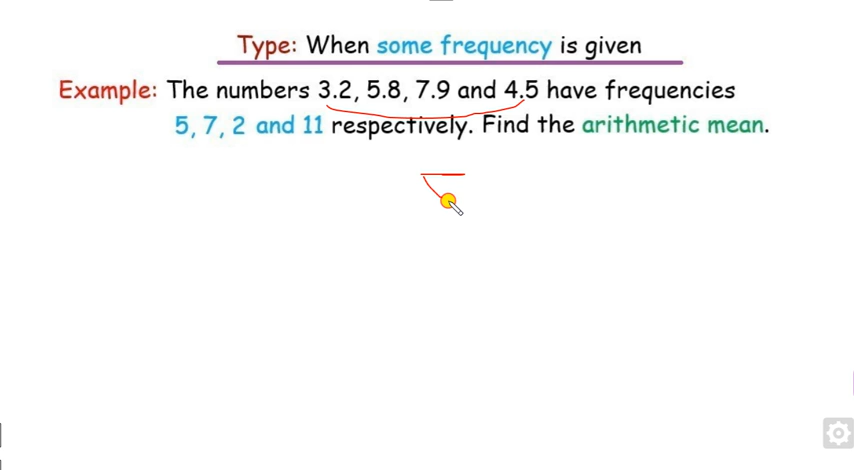 Type: When some frequency is given
Example: The numbers 3.2, 5.8, 7.9 and 4.5 have frequencies
5, 7, 2 and 11 respectively. Find the arithmetic mean.